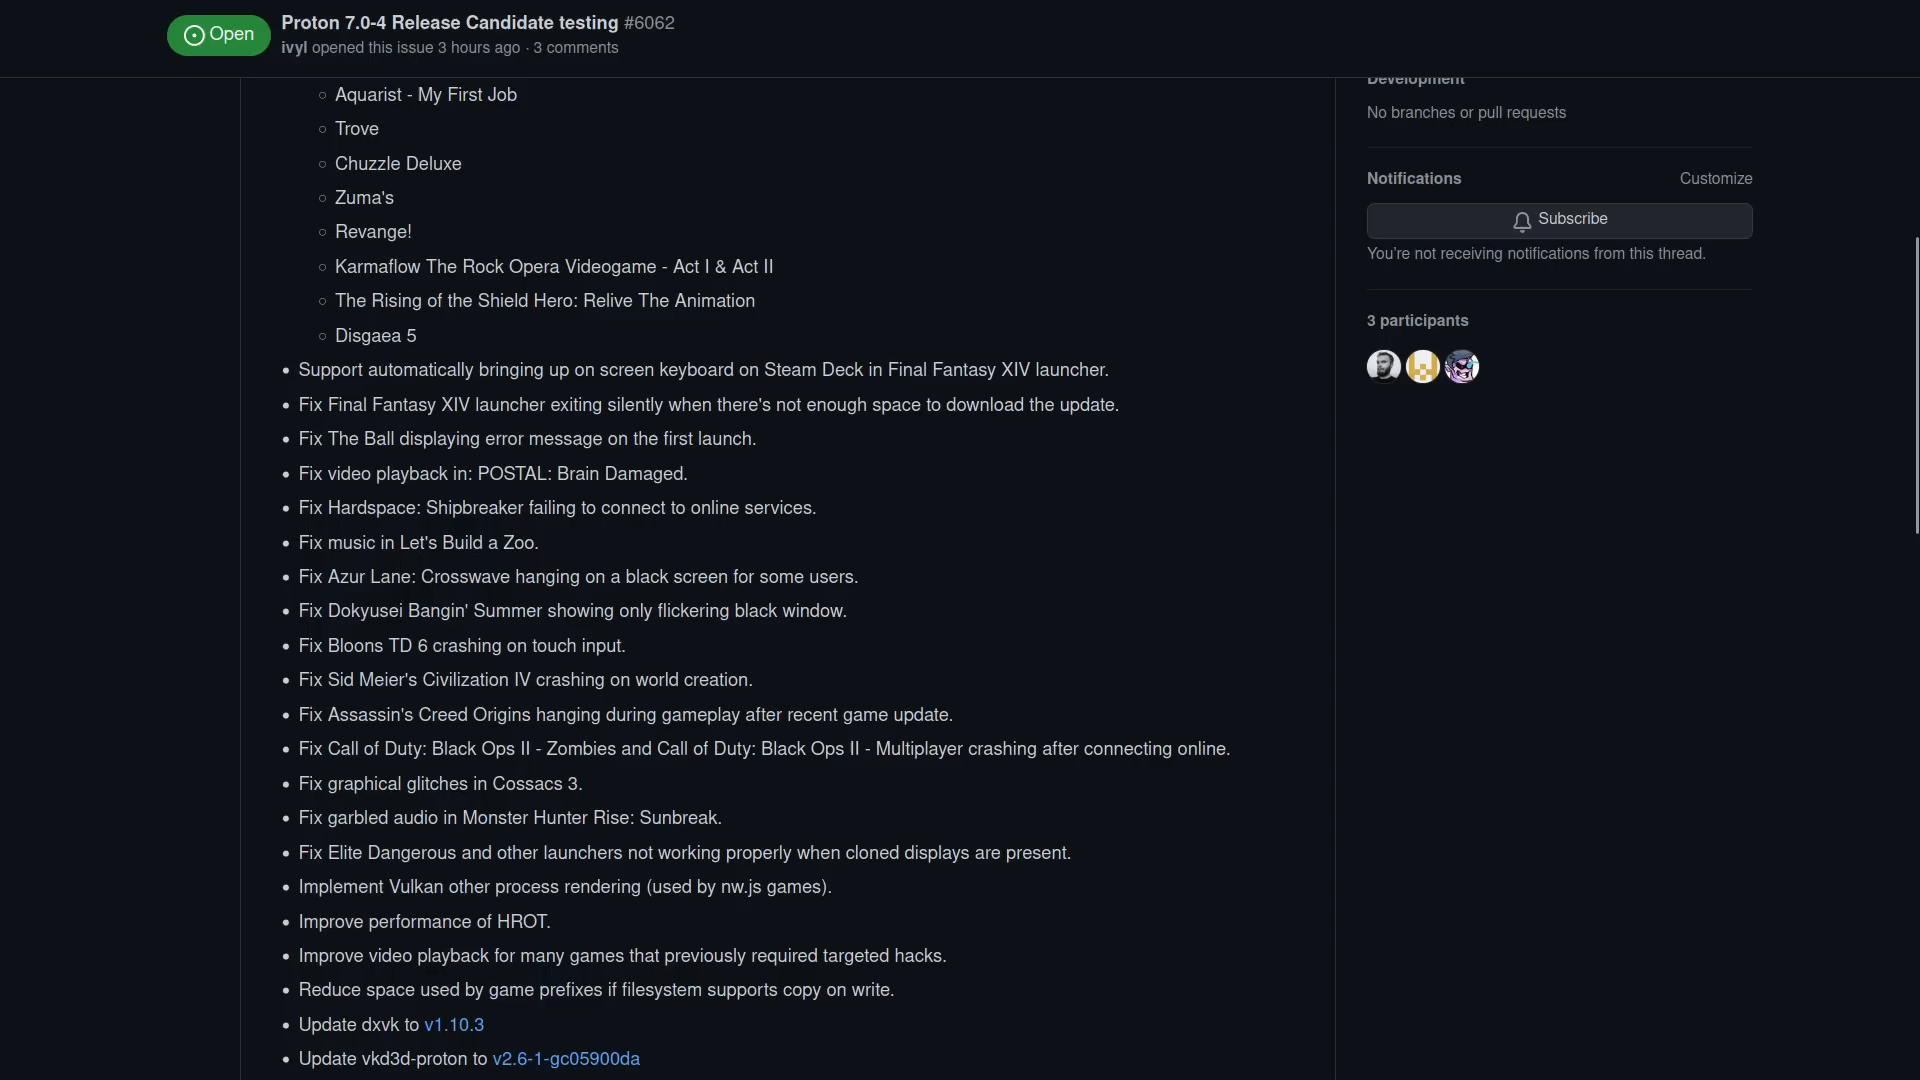 Open
Proton 7.0-4 Release Candidate testing #6062
ivyl opened this issue 3 hours ago · 3 comments
Aquarist - My First Job
Trove
Chuzzle Deluxe
Zuma's
Revange!
Karmaflow The Rock Opera Videogame - Act I & Act II
The Rising of the Shield Hero: Relive The Animation
Disgaea 5
Support automatically bringing up on screen keyboard on Steam Deck in Final Fantasy XIV launcher.
Fix Final Fantasy XIV launcher exiting silently when there's not enough space to download the update.
Fix The Ball displaying error message on the first launch.
Fix video playback in: POSTAL: Brain Damaged.
Fix Hardspace: Shipbreaker failing to connect to online services.
Fix music in Let's Build a Zoo.
Fix Azur Lane: Crosswave hanging on a black screen for some users.
Fix Dokyusei Bangin' Summer showing only flickering black window.
Fix Bloons TD 6 crashing on touch input.
Fix Sid Meier's Civilization IV crashing on world creation.
Fix Assassin's Creed Origins hanging during gameplay after recent game update.
Fix Call of Duty: Black Ops II - Zombies and Call of Duty: Black Ops II - Multiplayer crashing after connecting online.
Fix graphical glitches in Cossacs 3.
Fix garbled audio in Monster Hunter Rise: Sunbreak.
Fix Elite Dangerous and other launchers not working properly when cloned displays are present.
Implement Vulkan other process rendering (used by nw.js games).
Improve performance of HROT.
Improve video playback for many games that previously required targeted hacks.
Reduce space used by game prefixes if filesystem supports copy on write.
Update dxvk to v1.10.3
Update vkd3d-proton to v2.6-1-gc05900da
Development
No branches or pull requests
Notifications
Customize
Subscribe
You're not receiving notifications from this thread.
3 participants